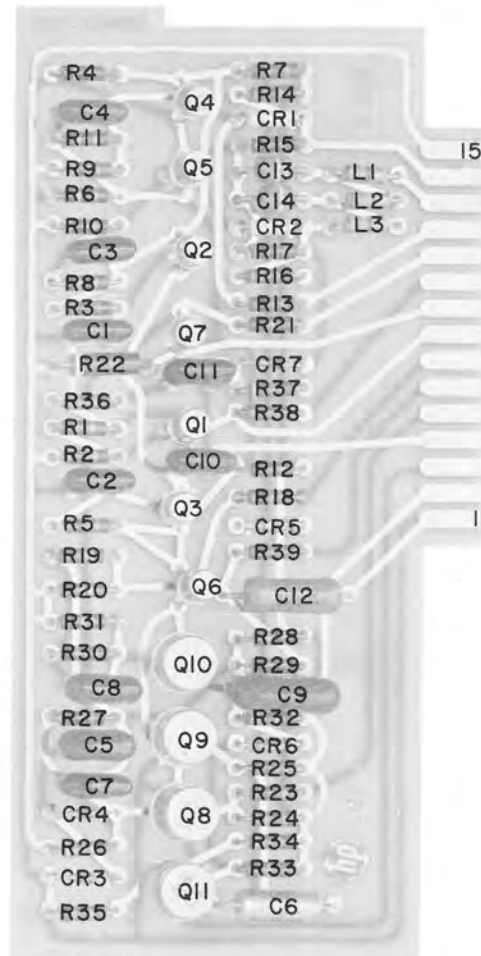 R4
R7
C4
Q4
R14
CR1
R11
R15
15
R9
Q5
C13
L1
R6
C14
L2
R10
CR2
L3
C3
Q2
R17
R8
R16
R3
R13
C1
Q7
R21
R22
C11
CR7
R37
R36
R38
R1
Q1
R2
C10
R12
C2
Q3
R18
R5
CR5
R19
R39
R20
Q6
C12
1
R31
R28
R30
Q10
R29
C8
C9
R27
R32
C5
Q9
CR6
R25
C7
R23
CR4
Q8
R24
R26
R34
CR3
R33
Q11
R35
C6
hp